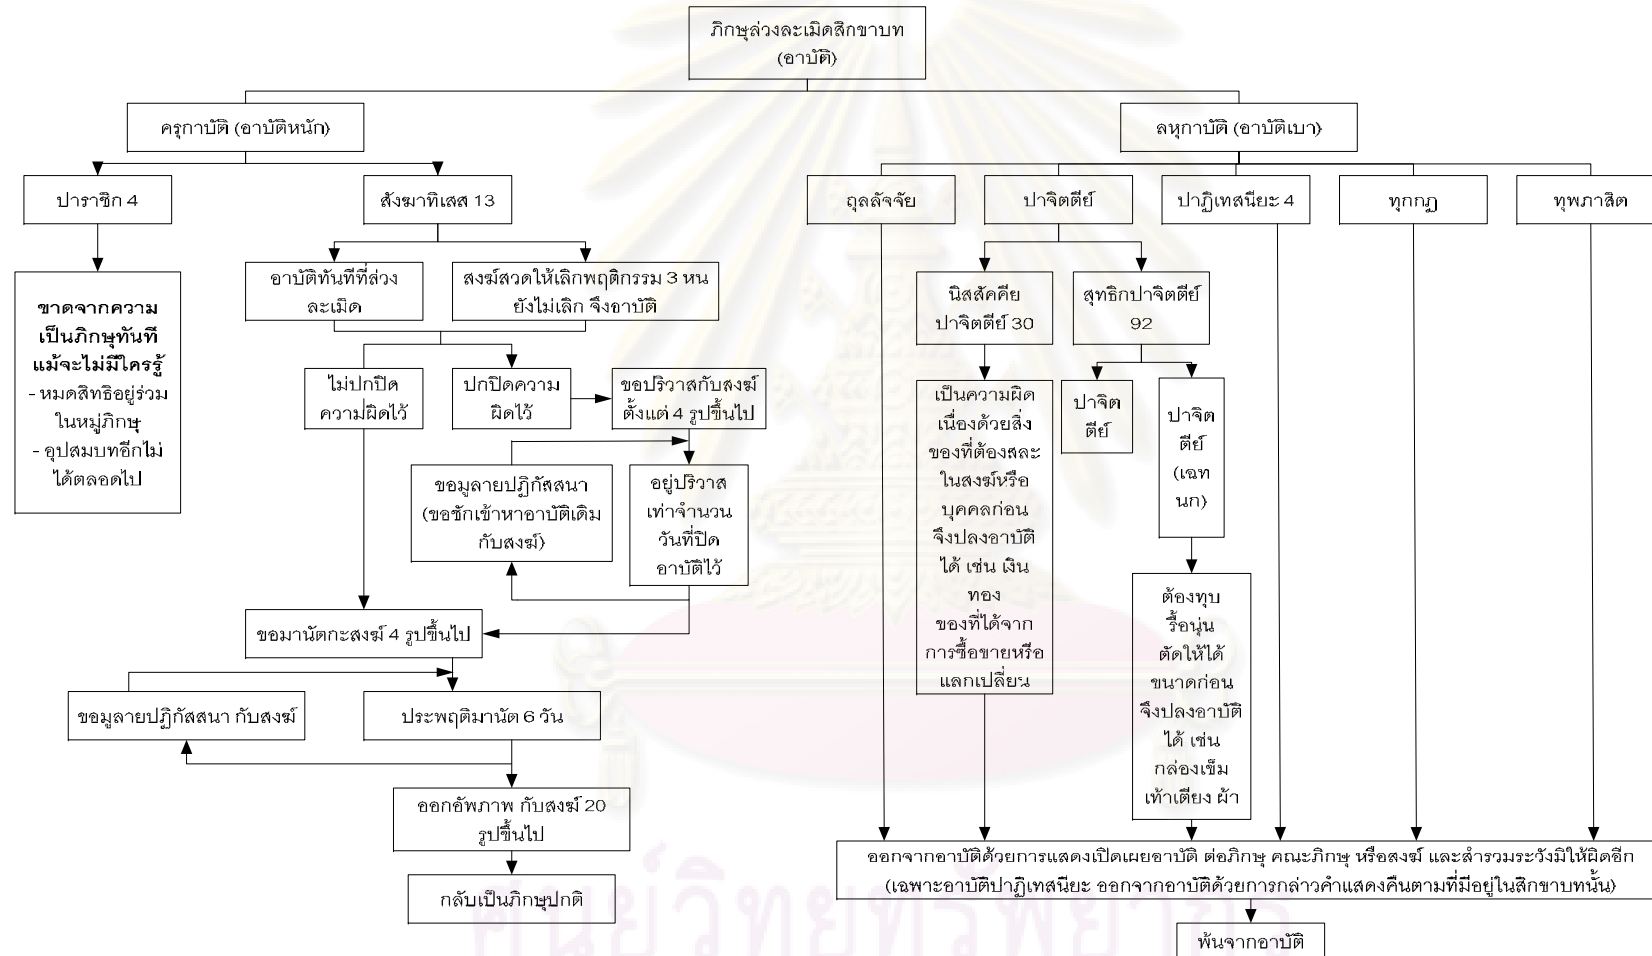 ภิกษุล่วงละเมิดสิกขาบท
(อาบัติ)
ครุกาบัติ (อาบัติหนัก)
ลหุกาบัติ (อาบัติเบา)
ปาราชิก 4
สังฆาทิเสส 13
ถุลลัจจัย
ปาจิตตีย์
ปาฏิเทสนียะ 4
ทุกกฏ
ทุพภาสิต
ขาดจากความ
เป็นภิกษุทันที
แม้จะไม่มีใครรู้
- หมดสิทธิอยู่ร่วม
ในหมู่ภิกษุ
- อุปสมบทอีกไม่
ได้ตลอดไป
อาบัติทันทีที่ล่วง
ละเมิด
สงฆ์สวดให้เลิกพฤติกรรม 3 หน
ยังไม่เลิก จึงอาบัติ
นิสสัคคีย
ปาจิตตีย์ 30
สุทธิกปาจิตตีย์
92
ไม่ปกปิด
ความผิดไว้
ปกปิดความ
ผิดไว้
ขอปริวาสกับสงฆ์
ตั้งแต่ 4 รูปขึ้นไป
เป็นความผิด
เนื่องด้วยสิ่ง
ของที่ต้องสละ
ในสงฆ์หรือ
บุคคลก่อน
จึงปลงอาบัติ
ได้ เช่น เงิน
ทอง
ของที่ได้จาก
การซื้อขายหรือ
แลกเปลี่ยน
ปาจิต
ตีย์
ปาจิต
ตีย์
(เฉท
นก)
ขอมูลายปฏิกัสสนา
(ขอชักเข้าหาอาบัติเดิม
กับสงฆ์)
อยู่ปริวาส
เท่าจำนวน
วันที่ปิด
อาบัติไว้
ต้องทุบ
รื้อนุ่น
ตัดให้ได้
ขนาดก่อน
จึงปลงอาบัติ
ได้ เช่น
กล่องเข็ม
เท้าเตียง ผ้า
ขอมานัตกะสงฆ์ 4 รูปขึ้นไป
ขอมูลายปฏิกัสสนา กับสงฆ์
ประพฤติมานัต 6 วัน
ออกอัพภาพ กับสงฆ์ 20
รูปขึ้นไป
กลับเป็นภิกษุปกติ
ออกจากอาบัติด้วยการแสดงเปิดเผยอาบัติ ต่อภิกษุ คณะภิกษุ หรือสงฆ์ และสำรวมระวังมิให้ผิดอีก
(เฉพาะอาบัติปาฏิเทสนียะ ออกจากอาบัติด้วยการกล่าวคำแสดงคืนตามที่มีอยู่ในสิกขาบทนั้น)
พ้นจากอาบัติ
ศูนย์วิทยทรัพยากร